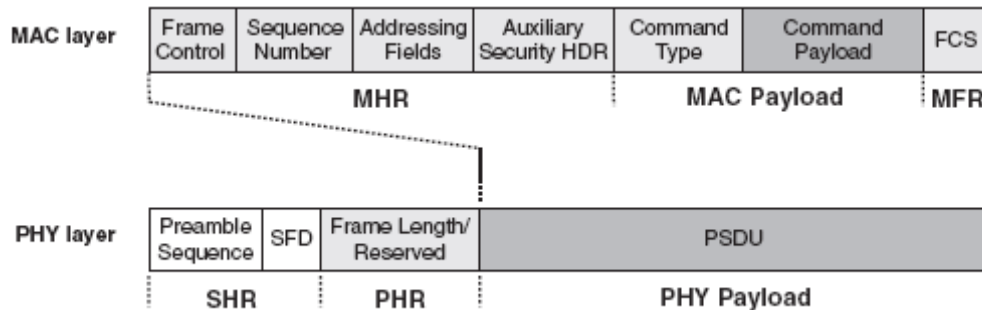 MAC layer
Frame Control
Sequence Number
Addressing Fields
Auxiliary Security HDR
Command Type
Command Payload
FCS
MHR
MAC Payload
MFR
PHY layer
Preamble Sequence
SFD
Frame Length/ Reserved
PSDU
SHR
PHR
PHY Payload